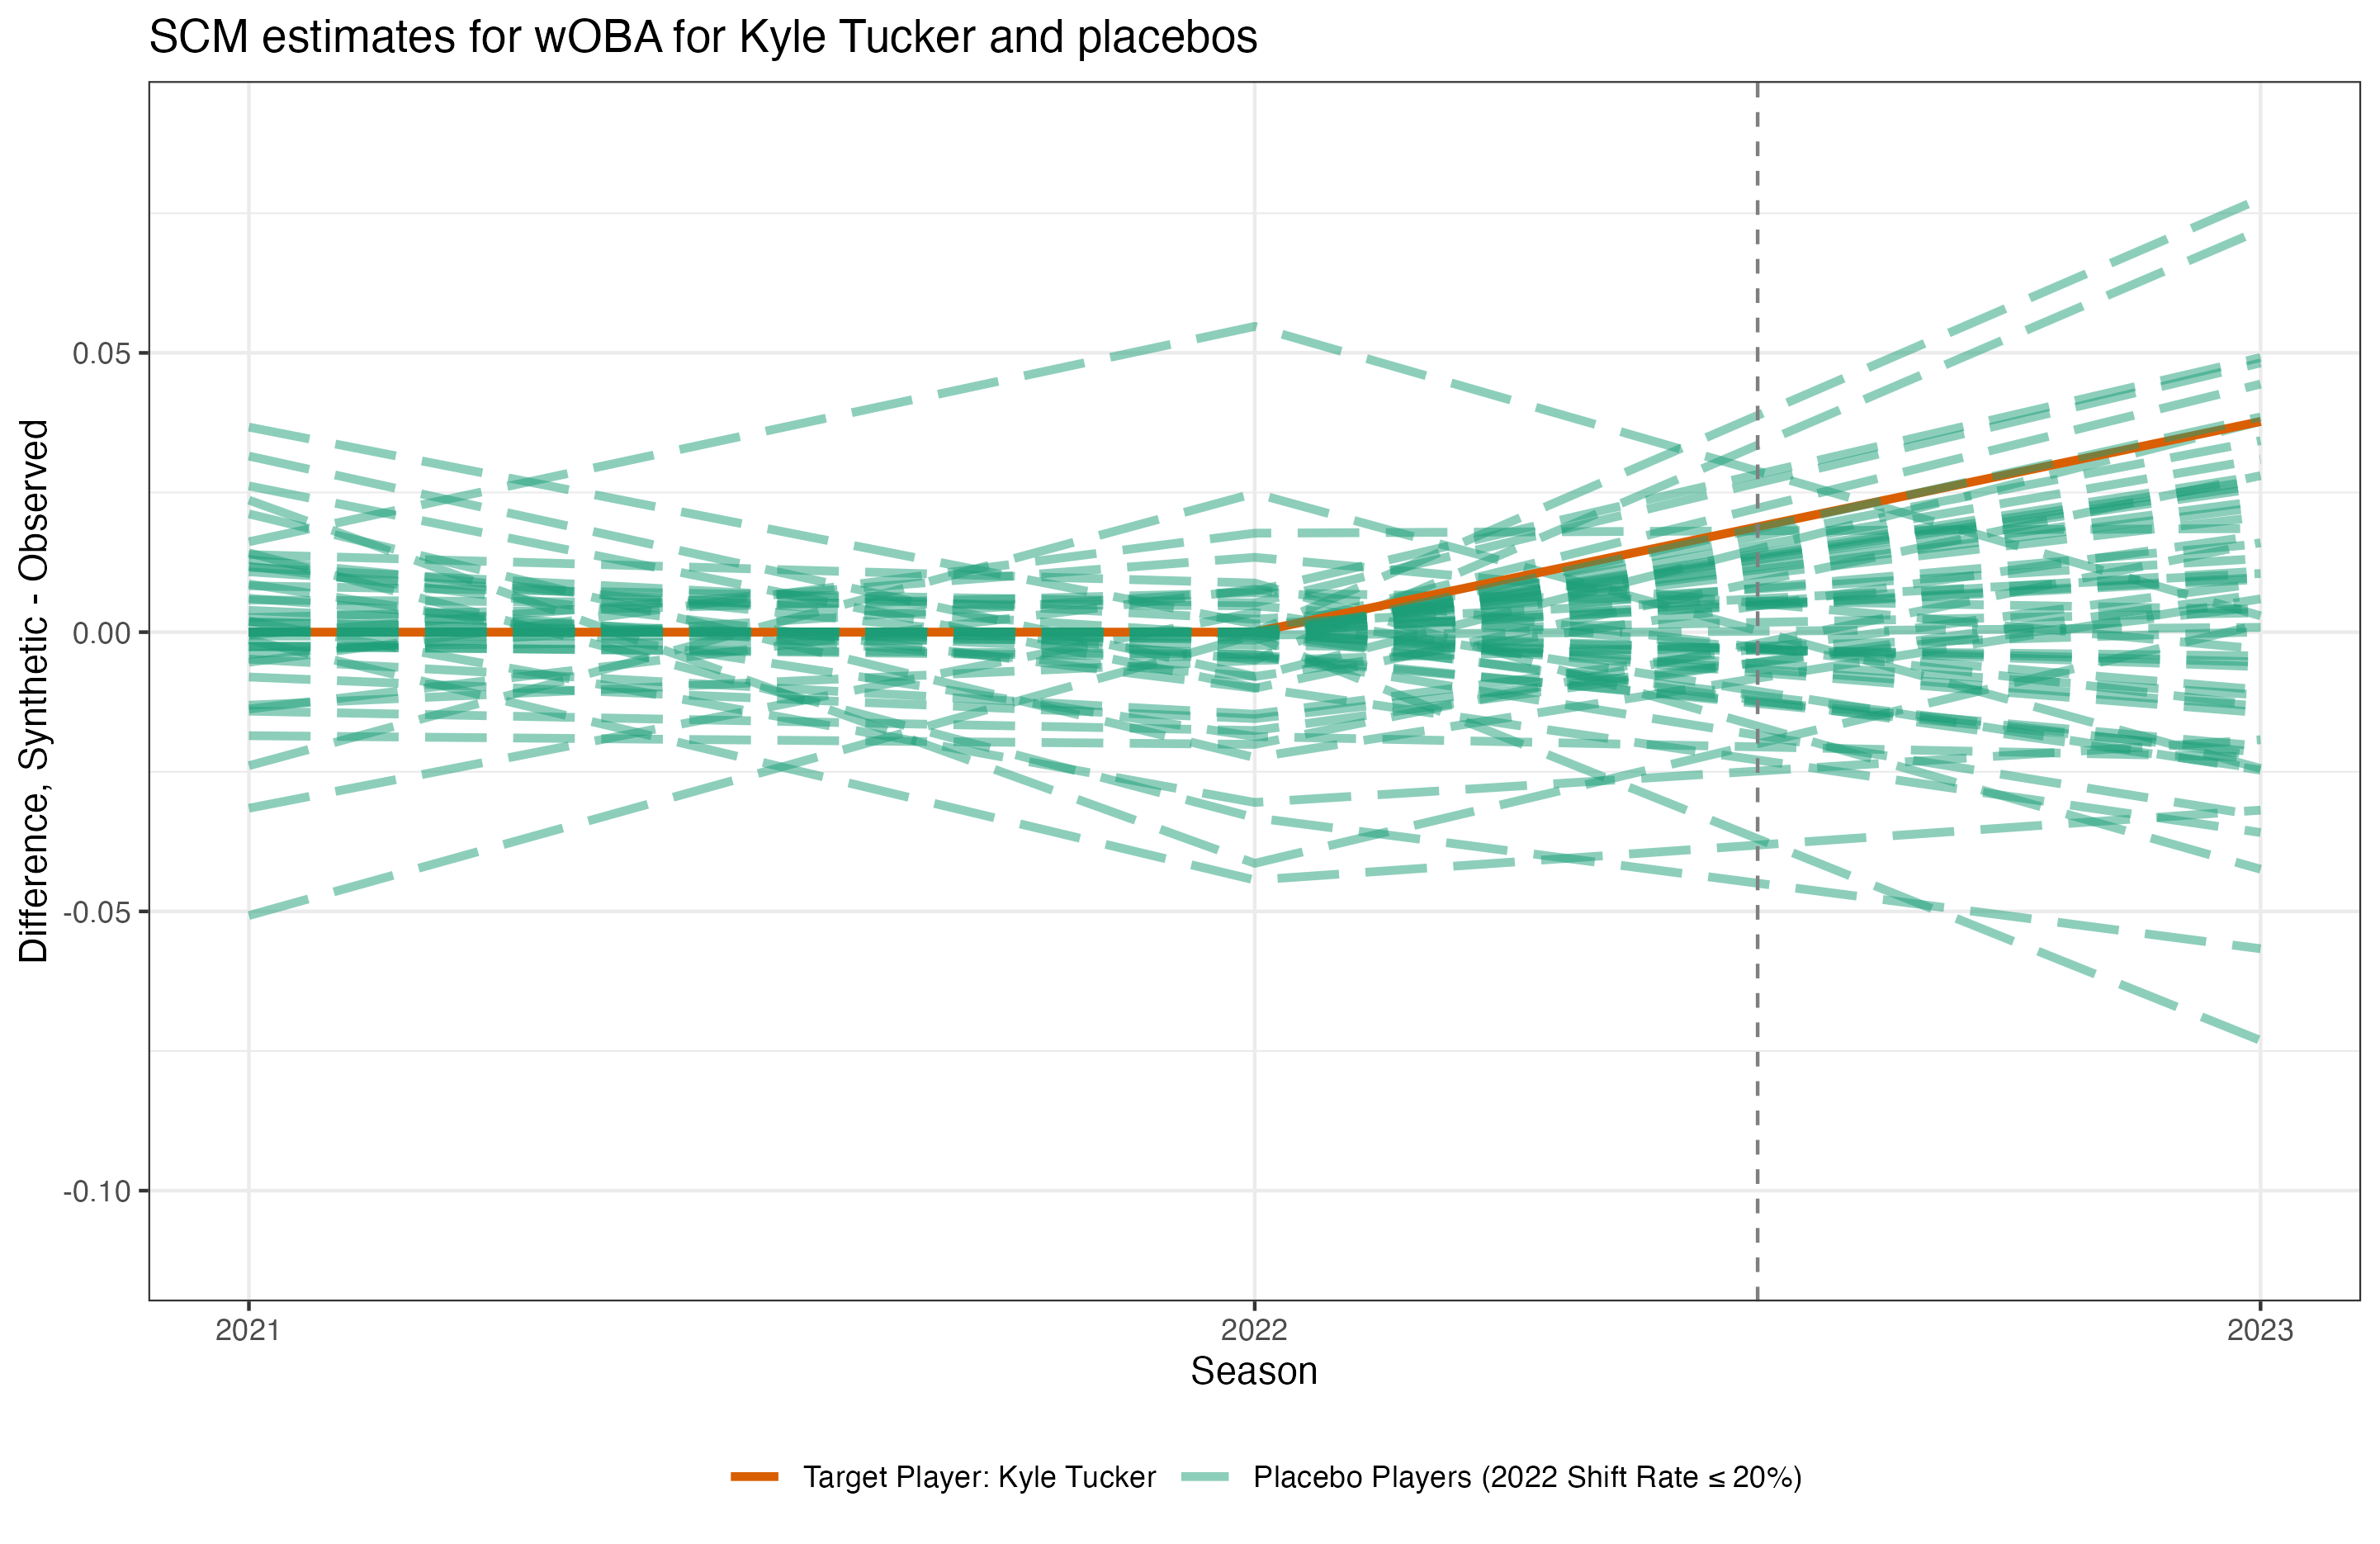 SCM estimates for wOBA for Kyle Tucker and placebos
Difference, Synthetic - Observed
0.05
0.00
-0.05
-0.10
2021
2022
2023
Season
Target Player: Kyle Tucker
Placebo Players (2022 Shift Rate ≤ 20%)